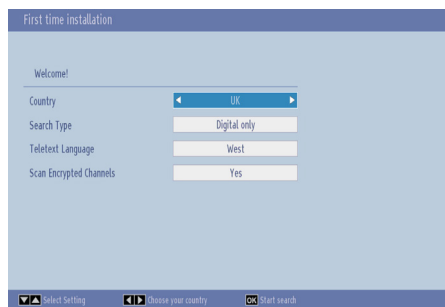 First time installation
Welcome!
Country UK
Search Type Digital only
Teletext Language West
Scan Encrypted Channels Yes
Select Setting Choose your country OK Start search